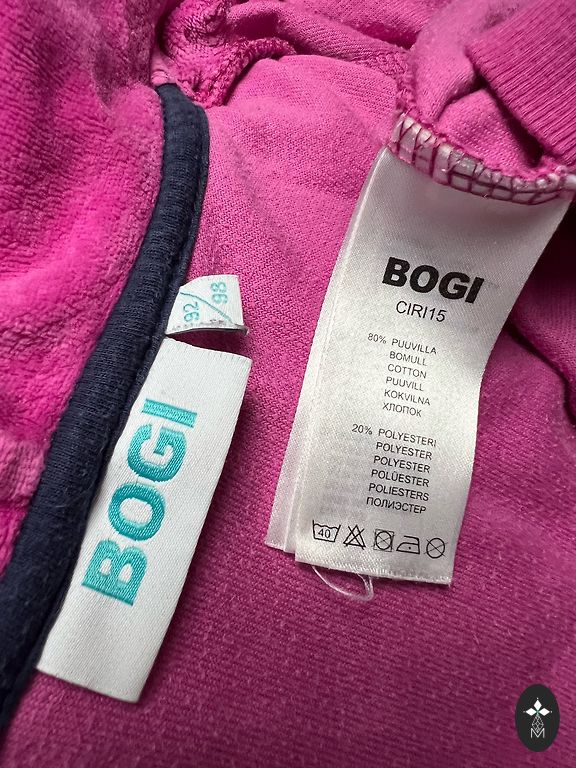 92/98
BOGI
BOGI
CIRI15
80% PUUVILLA
BOMULL
COTTON
PUUVILL
KOKVILNA
ХЛОПОК
20% POLYESTERI
POLYESTER
POLYESTER
POLÜESTER
POLIESTERS
ПОЛИЭСТЕР
40
M